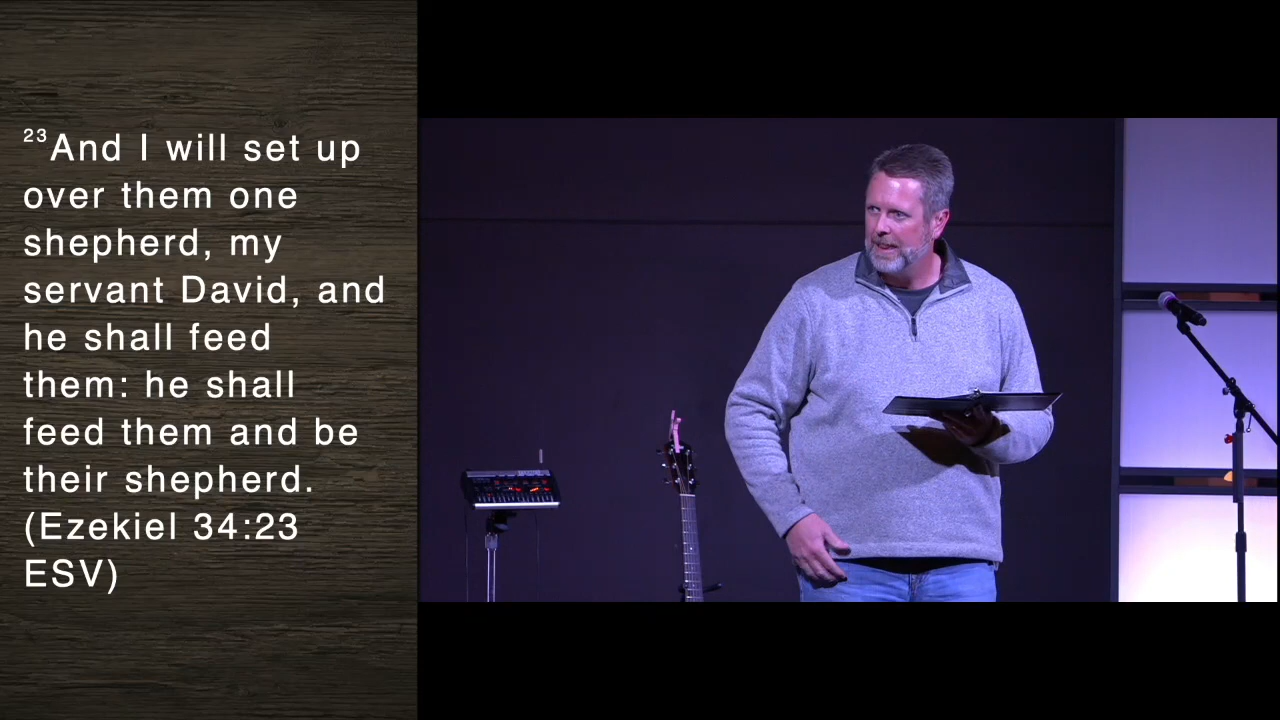 ²³And I will set up
over them one
shepherd, my
servant David, and
he shall feed
them: he shall
feed them and be
their shepherd.
(Ezekiel 34:23
ESV)